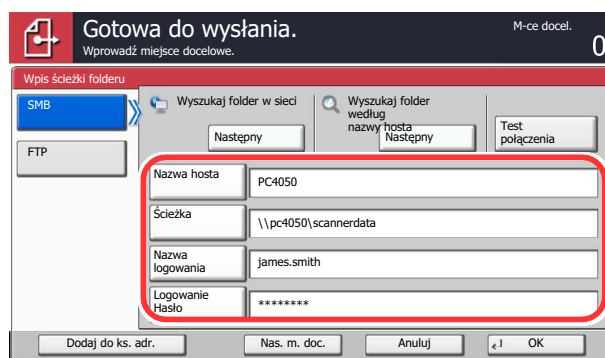 Gotowa do wysłania.
M-ce docel.
Wprowadź miejsce docelowe.
0
Wpis ścieżki folderu
SMB
FTP
Wyszukaj folder w sieci
Następny
Wyszukaj folder
według
nazwy hosta
Następny
Test
połączenia
Nazwa hosta
PC4050
Ścieżka
\\pc4050\scannerdata
Nazwa
logowania
james.smith
Logowanie
Hasło
********
Dodaj do ks. adr.
Nas. m. doc.
Anuluj
OK